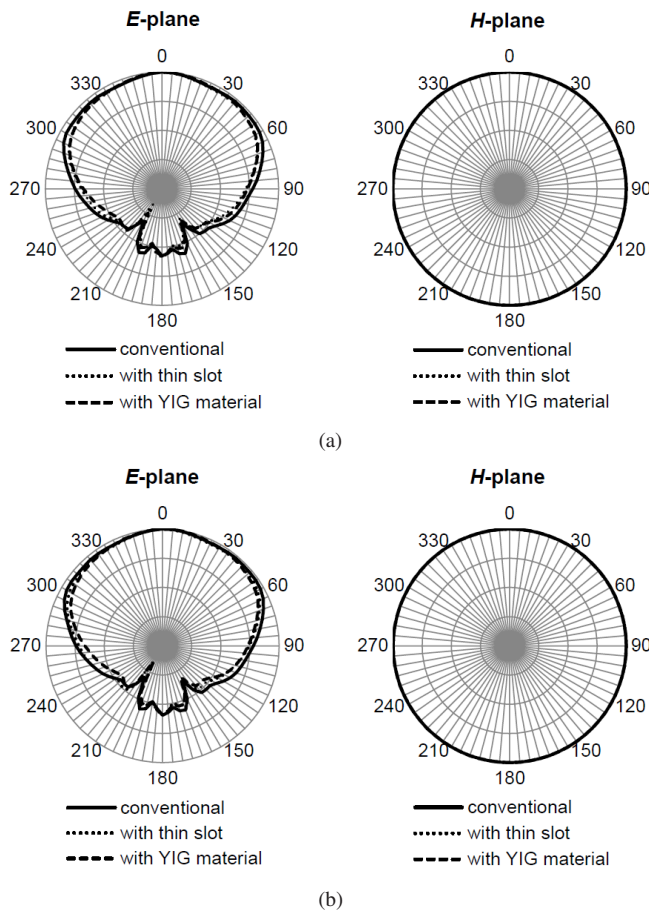 E-plane H-plane
0 0
330 30 330 30
300 60 300 60
270 90 270 90
240 120 240 120
210 150 210 150
180 180
conventional conventional
with thin slot with thin slot
with YIG material with YIG material
(a)
E-plane H-plane
0 0
330 30 330 30
300 60 300 60
270 90 270 90
240 120 240 120
210 150 210 150
180 180
conventional conventional
with thin slot with thin slot
with YIG material with YIG material
(b)